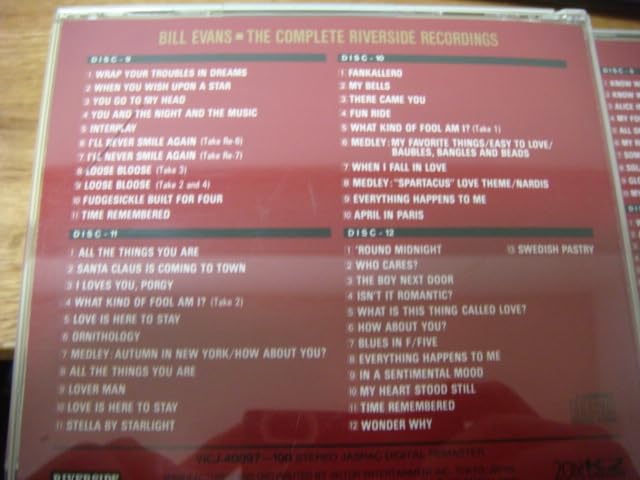 BILL EVANS ■ THE COMPLETE RIVERSIDE RECORDINGS
DISC-9
1 WRAP YOUR TROUBLES IN DREAMS
2 WHEN YOU WISH UPON A STAR
3 YOU GO TO MY HEAD
4 YOU AND THE NIGHT AND THE MUSIC
5 INTERPLAY
6 I'LL NEVER SMILE AGAIN (Take Re-6)
7 I'LL NEVER SMILE AGAIN (Take Re-7)
8 LOOSE BLOOSE (Take 3)
9 LOOSE BLOOSE (Take 2 and 4)
10 FUDGESICKLE BUILT FOR FOUR
11 TIME REMEMBERED
DISC-10
1 FANKALLERO
2 MY BELLS
3 THERE CAME YOU
4 FUN RIDE
5 WHAT KIND OF FOOL AM I? (Take 1)
6 MEDLEY: MY FAVORITE THINGS/EASY TO LOVE/
BAUBLES, BANGLES AND BEADS
7 WHEN I FALL IN LOVE
8 MEDLEY: "SPARTACUS" LOVE THEME/NARDIS
9 EVERYTHING HAPPENS TO ME
10 APRIL IN PARIS
DISC-11
1 ALL THE THINGS YOU ARE
2 SANTA CLAUS IS COMING TO TOWN
3 I LOVES YOU, PORGY
4 WHAT KIND OF FOOL AM I? (Take 2)
5 LOVE IS HERE TO STAY
6 ORNITHOLOGY
7 MEDLEY: AUTUMN IN NEW YORK/HOW ABOUT YOU?
8 ALL THE THINGS YOU ARE
9 LOVER MAN
10 LOVE IS HERE TO STAY
11 STELLA BY STARLIGHT
DISC-12
1 'ROUND MIDNIGHT
2 WHO CARES?
3 THE BOY NEXT DOOR
4 ISN'T IT ROMANTIC?
5 WHAT IS THIS THING CALLED LOVE?
6 HOW ABOUT YOU?
7 BLUES IN F/FIVE
8 EVERYTHING HAPPENS TO ME
9 IN A SENTIMENTAL MOOD
10 MY HEART STOOD STILL
11 TIME REMEMBERED
12 WONDER WHY
13 SWEDISH PASTRY
VICJ-40097~100 STEREO JASRAC DIGITAL REMASTER
RIVERSIDE